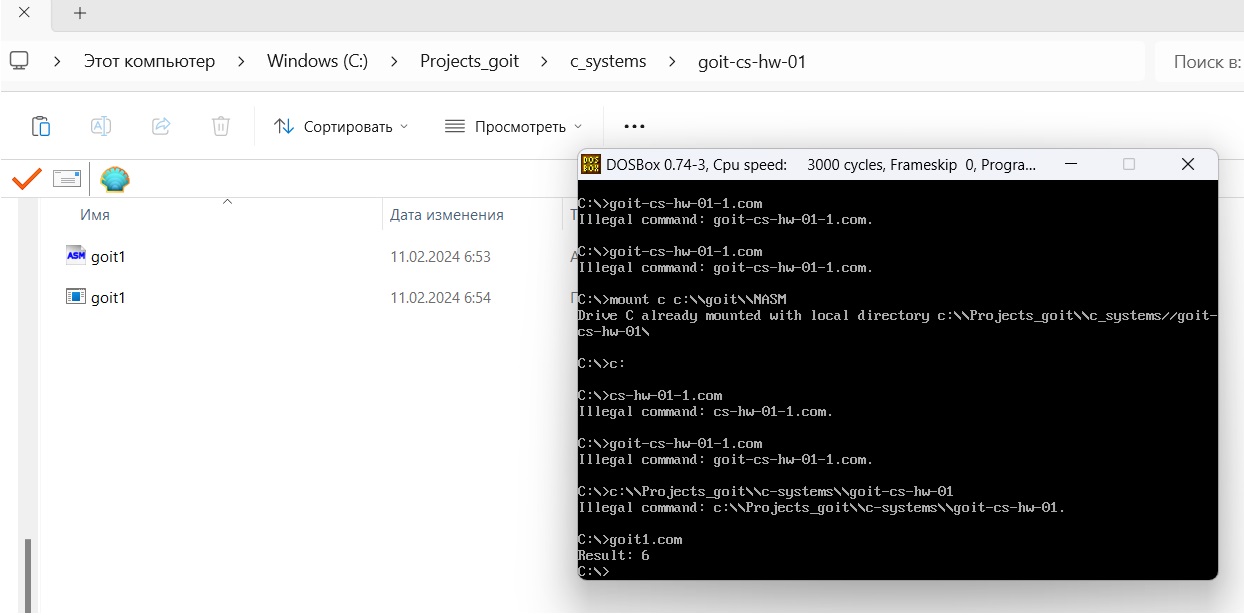 Этот компьютер > Windows (C:) > Projects_goit > c_systems > goit-cs-hw-01
Поиск в:
Сортировать
Просмотреть
Имя
Дата изменения
goit1
11.02.2024 6:53
goit1
11.02.2024 6:54
ASM
DOSBox 0.74-3, Cpu speed: 3000 cycles, Frameskip 0, Progra...
C:\>goit-cs-hw-01-1.com
Illegal command: goit-cs-hw-01-1.com.
C:\>goit-cs-hw-01-1.com
Illegal command: goit-cs-hw-01-1.com.
C:\>mount c c:\\goit\\NASM
Drive C already mounted with local directory c:\\Projects_goit\\c_systems//goit-
cs-hw-01\
C:\>c:
C:\>cs-hw-01-1.com
Illegal command: cs-hw-01-1.com.
C:\>goit-cs-hw-01-1.com
Illegal command: goit-cs-hw-01-1.com.
C:\>c:\\Projects_goit\\c-systems\\goit-cs-hw-01
Illegal command: c:\\Projects_goit\\c-systems\\goit-cs-hw-01.
C:\>goit1.com
Result: 6
C:\>